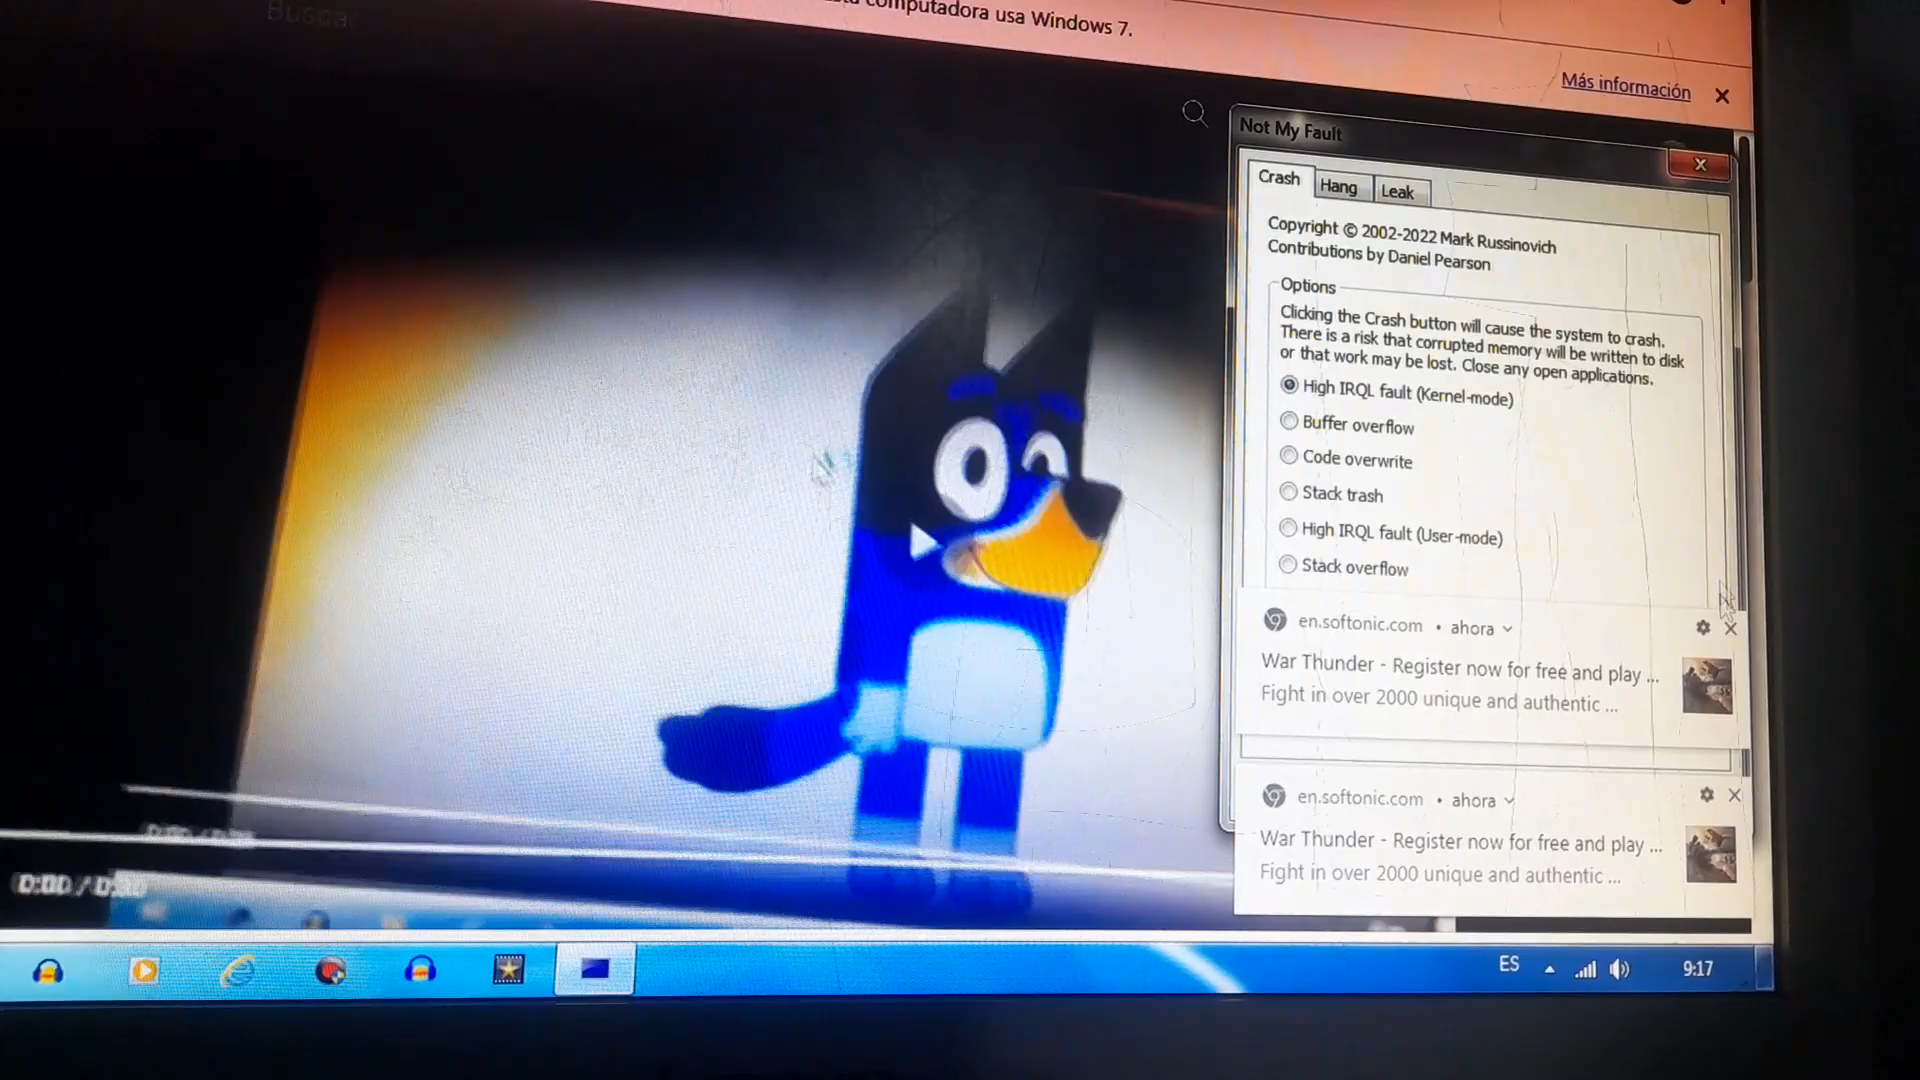 Buscar
computadora usa Windows 7.
Más información
Not My Fault
Crash
Hang
Leak
Copyright © 2002-2022 Mark Russinovich
Contributions by Daniel Pearson
Options
Clicking the Crash button will cause the system to crash.
There is a risk that corrupted memory will be written to disk
or that work may be lost. Close any open applications.
High IRQL fault (Kernel-mode)
Buffer overflow
Code overwrite
Stack trash
High IRQL fault (User-mode)
Stack overflow
en.softonic.com • ahora
War Thunder - Register now for free and play ...
Fight in over 2000 unique and authentic ...
en.softonic.com • ahora
War Thunder - Register now for free and play ...
Fight in over 2000 unique and authentic ...
0:00 /
ES
9:17